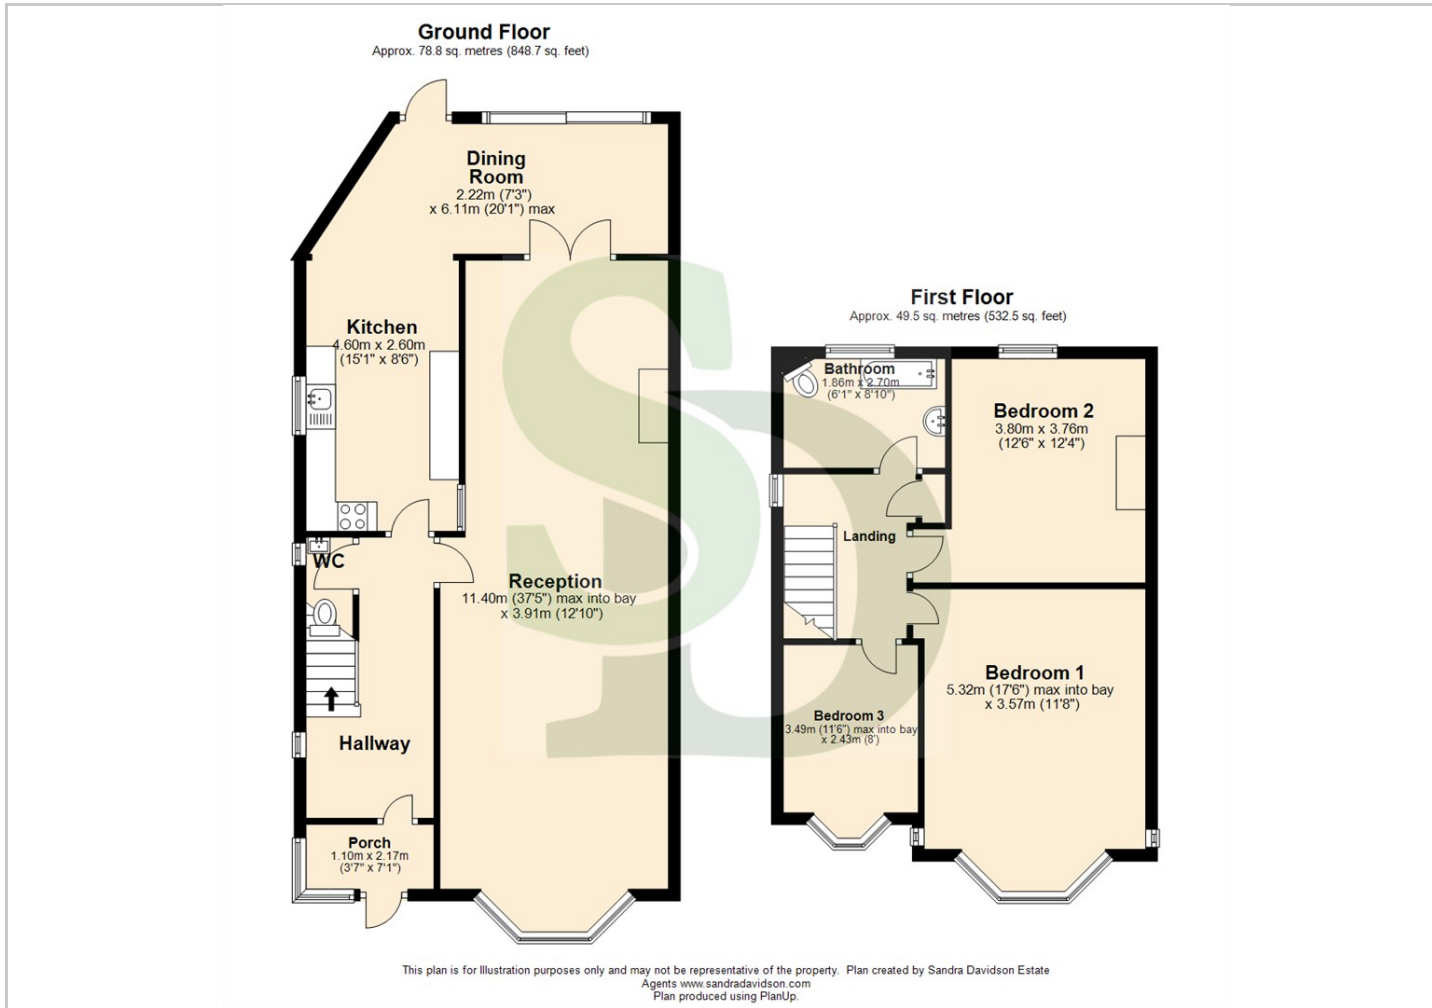 Ground Floor
Approx. 78.8 sq. metres (848.7 sq. feet)
Dining
Room
2.22m (7'3")
x 6.11m (20'1") max
Kitchen
4.60m x 2.60m
(15'1" x 8'6")
WC
Reception
11.40m (37'5") max into bay
x 3.91m (12'10")
Hallway
Porch
1.10m x 2.17m
(3'7" x 7'1")
First Floor
Approx. 49.5 sq. metres (532.5 sq. feet)
Bathroom
1.86m x 2.70m
(6'1" x 8'10")
Bedroom 2
3.80m x 3.76m
(12'6" x 12'4")
Landing
Bedroom 1
5.32m (17'6") max into bay
x 3.57m (11'8")
Bedroom 3
3.49m (11'6") max into bay
x 2.43m (8')
SD
This plan is for Illustration purposes only and may not be representative of the property. Plan created by Sandra Davidson Estate
Agents www.sandradavidson.com
Plan produced using PlanUp.